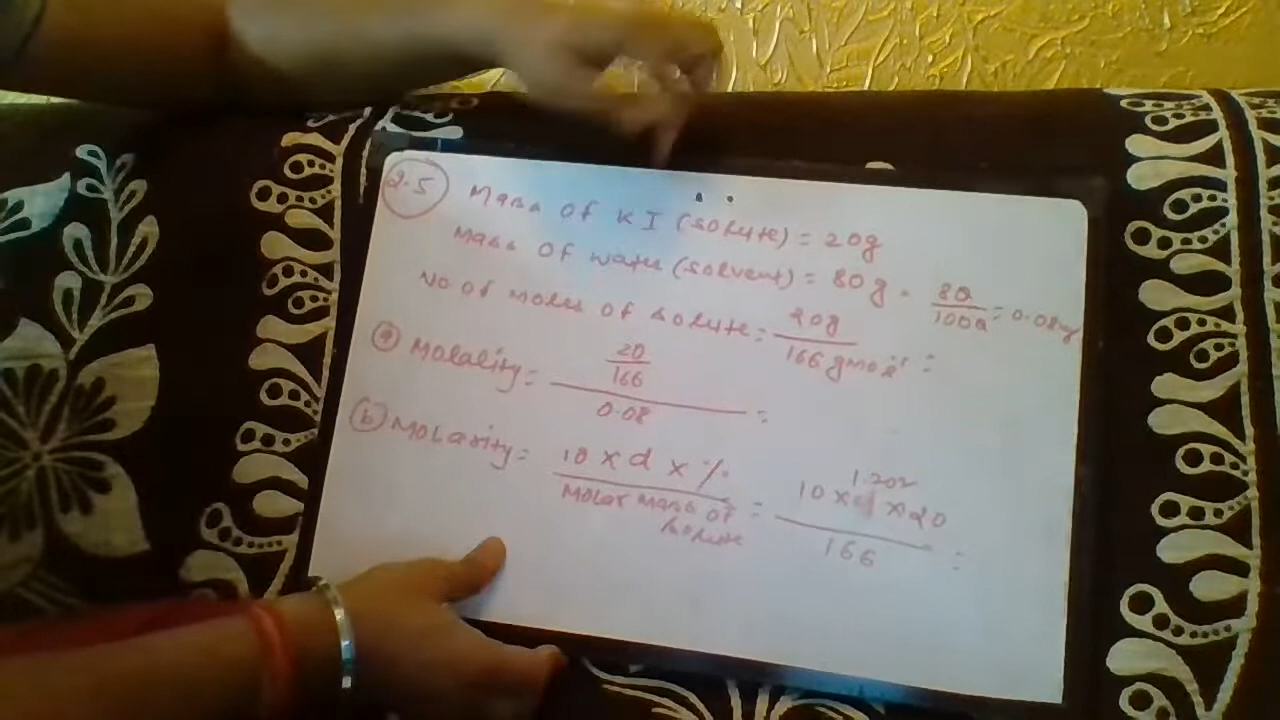 2.5 Mass of KI (solute) = 20g
Mass of water (solvent) = 80g = 80/1000 = 0.08kg
No of moles of solute = 20g/166 gmol⁻¹ =
(a) Molality = 20/166 / 0.08 =
(b) Molarity = 10 x d x % / Molar mass of solute = 10 x 1.202 x 20 / 166 =